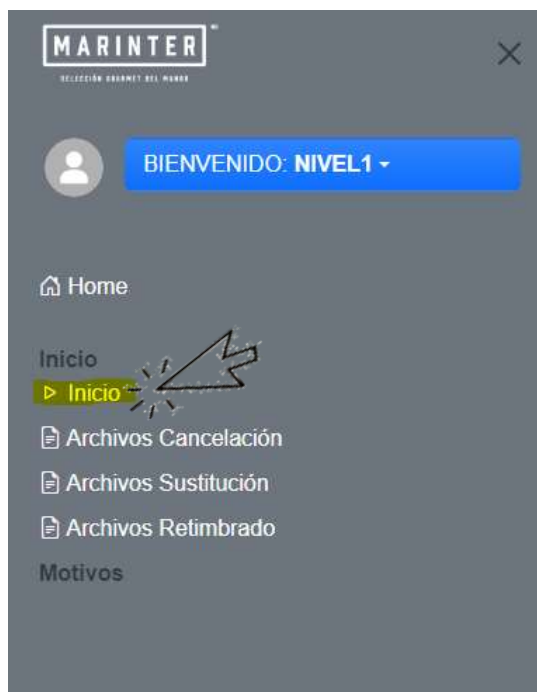 MARINTER
SELECCIÓN GOURMET DEL MUNDO
BIENVENIDO: NIVEL1
Home
Inicio
Inicio
Archivos Cancelación
Archivos Sustitución
Archivos Retimbrado
Motivos